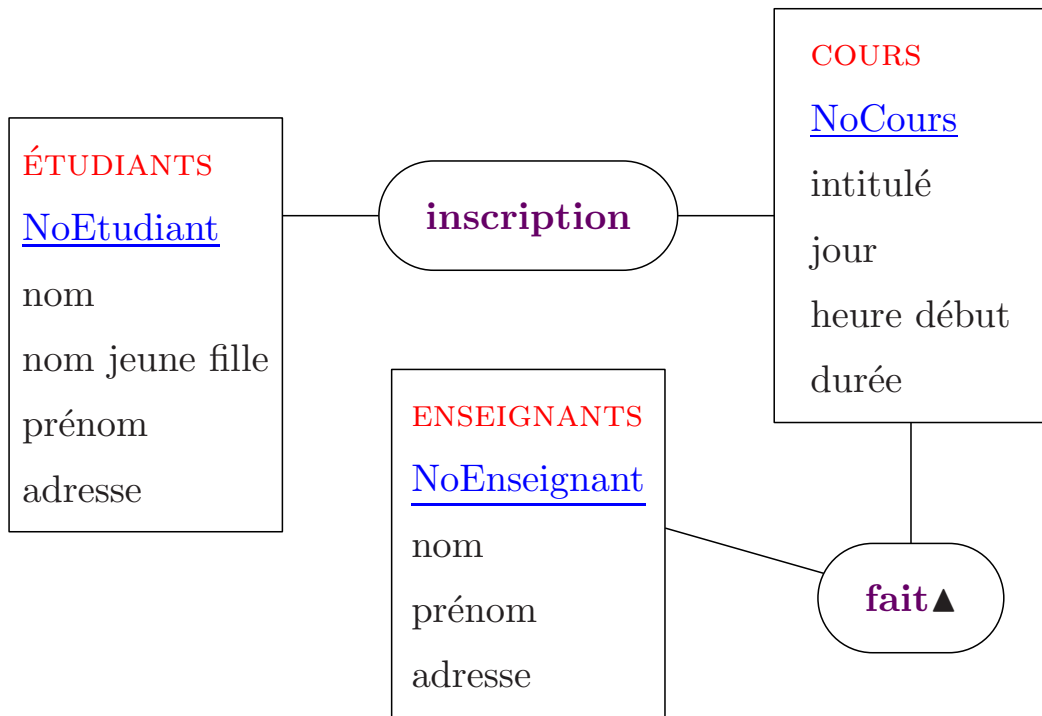 ÉTUDIANTS
NoEtudiant
nom
nom jeune fille
prénom
adresse
inscription
COURS
NoCours
intitulé
jour
heure début
durée
ENSEIGNANTS
NoEnseignant
nom
prénom
adresse
fait▲